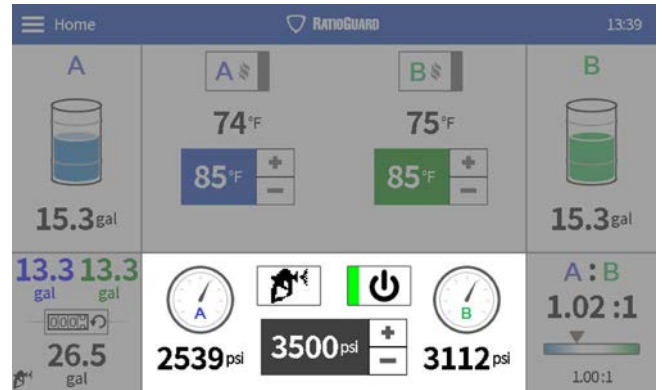 Home RATIOGUARD 13:39
A A B B
74°F 75°F
85°F + 85°F +
− −
15.3gal 15.3gal
13.3 13.3
gal gal
A:B
A B
1.02 :1
000
2539psi 3500psi + − 3112psi
26.5
gal
1.00:1